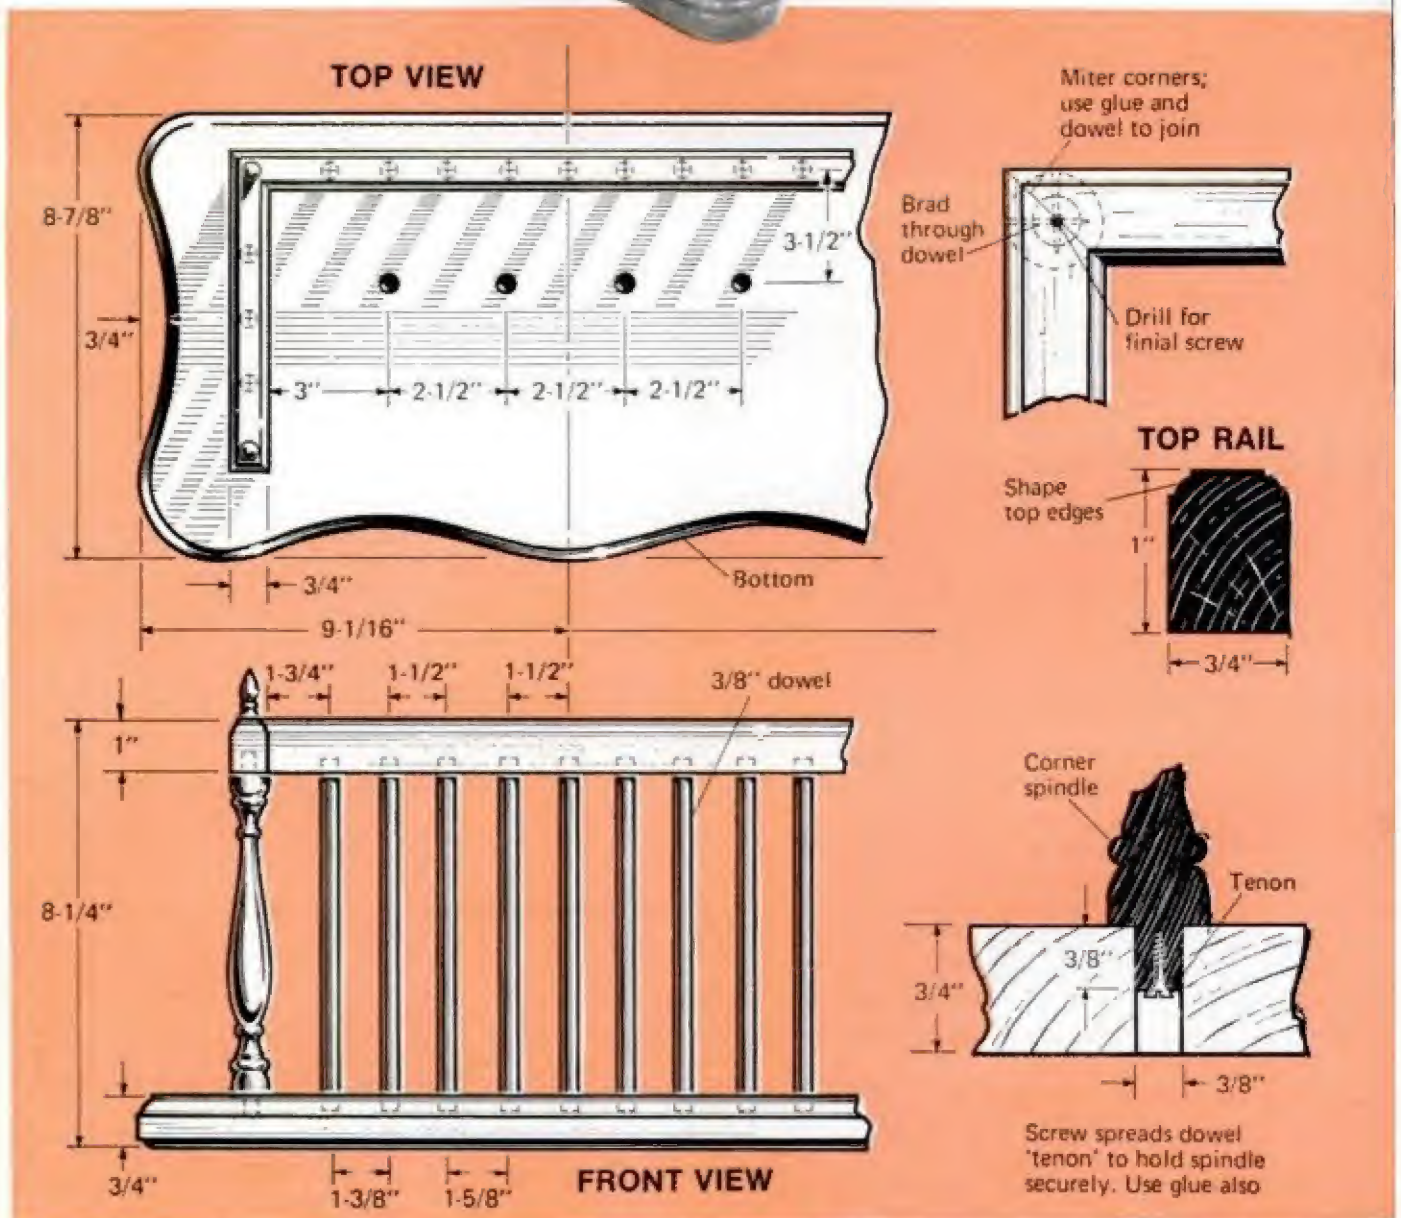 TOP VIEW
8-7/8"
3/4"
3-1/2"
3"
2-1/2"
2-1/2"
2-1/2"
3/4"
Bottom
9-1/16"
Miter corners;
use glue and
dowel to join
Brad
through
dowel
Drill for
finial screw
TOP RAIL
Shape
top edges
1"
3/4"
1-3/4"
1-1/2"
1-1/2"
3/8" dowel
1"
8-1/4"
3/4"
1-3/8"
1-5/8"
FRONT VIEW
Corner
spindle
Tenon
3/8"
3/4"
3/8"
Screw spreads dowel
'tenon' to hold spindle
securely. Use glue also